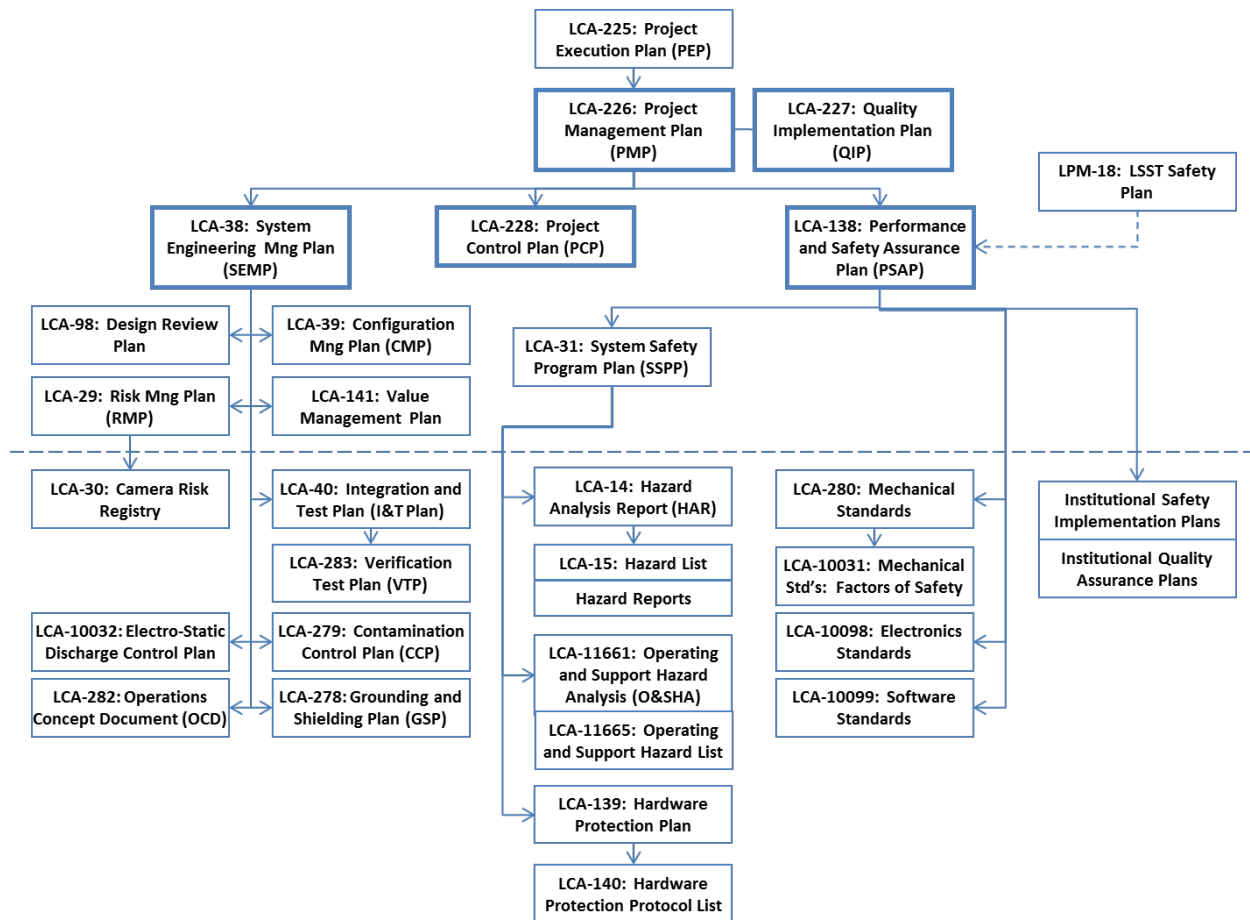 LCA-225: Project
Execution Plan (PEP)
LCA-226: Project
Management Plan
(PMP)
LCA-227: Quality
Implementation Plan
(QIP)
LPM-18: LSST Safety
Plan
LCA-38: System
Engineering Mng Plan
(SEMP)
LCA-228: Project
Control Plan (PCP)
LCA-138: Performance
and Safety Assurance
Plan (PSAP)
LCA-98: Design Review
Plan
LCA-39: Configuration
Mng Plan (CMP)
LCA-31: System Safety
Program Plan (SSPP)
LCA-29: Risk Mng Plan
(RMP)
LCA-141: Value
Management Plan
LCA-30: Camera Risk
Registry
LCA-40: Integration and
Test Plan (I&T Plan)
LCA-14: Hazard
Analysis Report (HAR)
LCA-280: Mechanical
Standards
Institutional Safety
Implementation Plans
Institutional Quality
Assurance Plans
LCA-283: Verification
Test Plan (VTP)
LCA-15: Hazard List
Hazard Reports
LCA-10031: Mechanical
Std's: Factors of Safety
LCA-10032: Electro-Static
Discharge Control Plan
LCA-279: Contamination
Control Plan (CCP)
LCA-11661: Operating
and Support Hazard
Analysis (O&SHA)
LCA-10098: Electronics
Standards
LCA-282: Operations
Concept Document (OCD)
LCA-278: Grounding and
Shielding Plan (GSP)
LCA-11665: Operating
and Support Hazard List
LCA-10099: Software
Standards
LCA-139: Hardware
Protection Plan
LCA-140: Hardware
Protection Protocol List